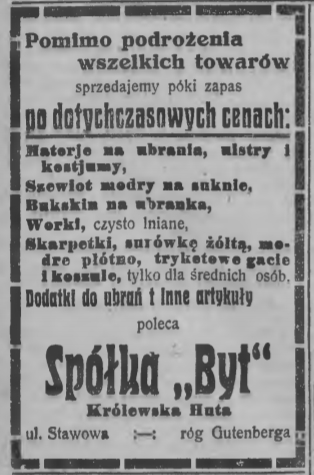 Pomimo podrożenia
wszelkich towarów
sprzedajemy póki zapas
po dotychczasowych cenach:
Materje na ubrania, ulstry i
kostjumy,
Szewiot modry na suknie,
Bukskin na ubranka,
Worki, czysto lniane,
Skarpetki, surówkę żółtą, mo-
dre płótno, trykotowe gacie
i koszule, tylko dla średnich osób.
Dodatki do ubrań i inne artykuły
poleca
Spółka „Byt“
Królewska Huta
ul. Stawowa :—: róg Gutenberga